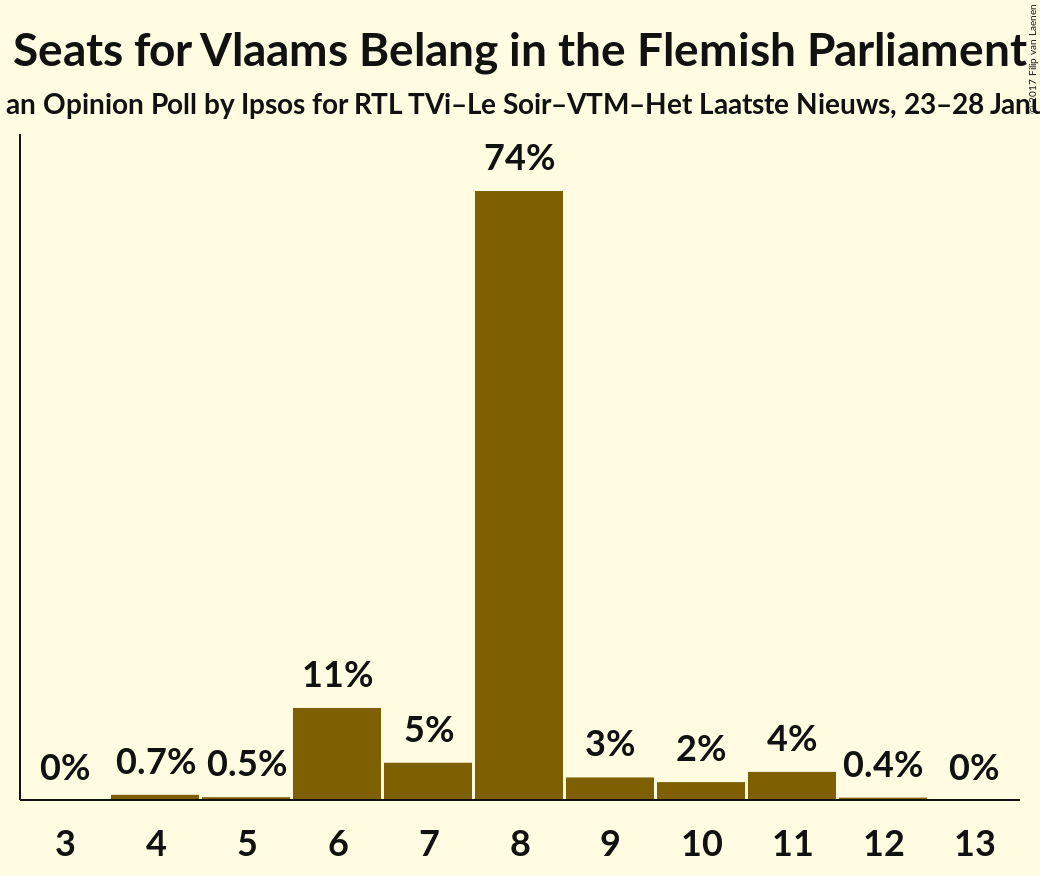 Seats for Vlaams Belang in the Flemish Parliament
an Opinion Poll by Ipsos for RTL TVi–Le Soir–VTM–Het Laatste Nieuws, 23–28
© 2017 Filip van Laenen
74%
11%
5%
4%
3%
2%
0% 0.7% 0.5% 0.4% 0%
3 4 5 6 7 8 9 10 11 12 13